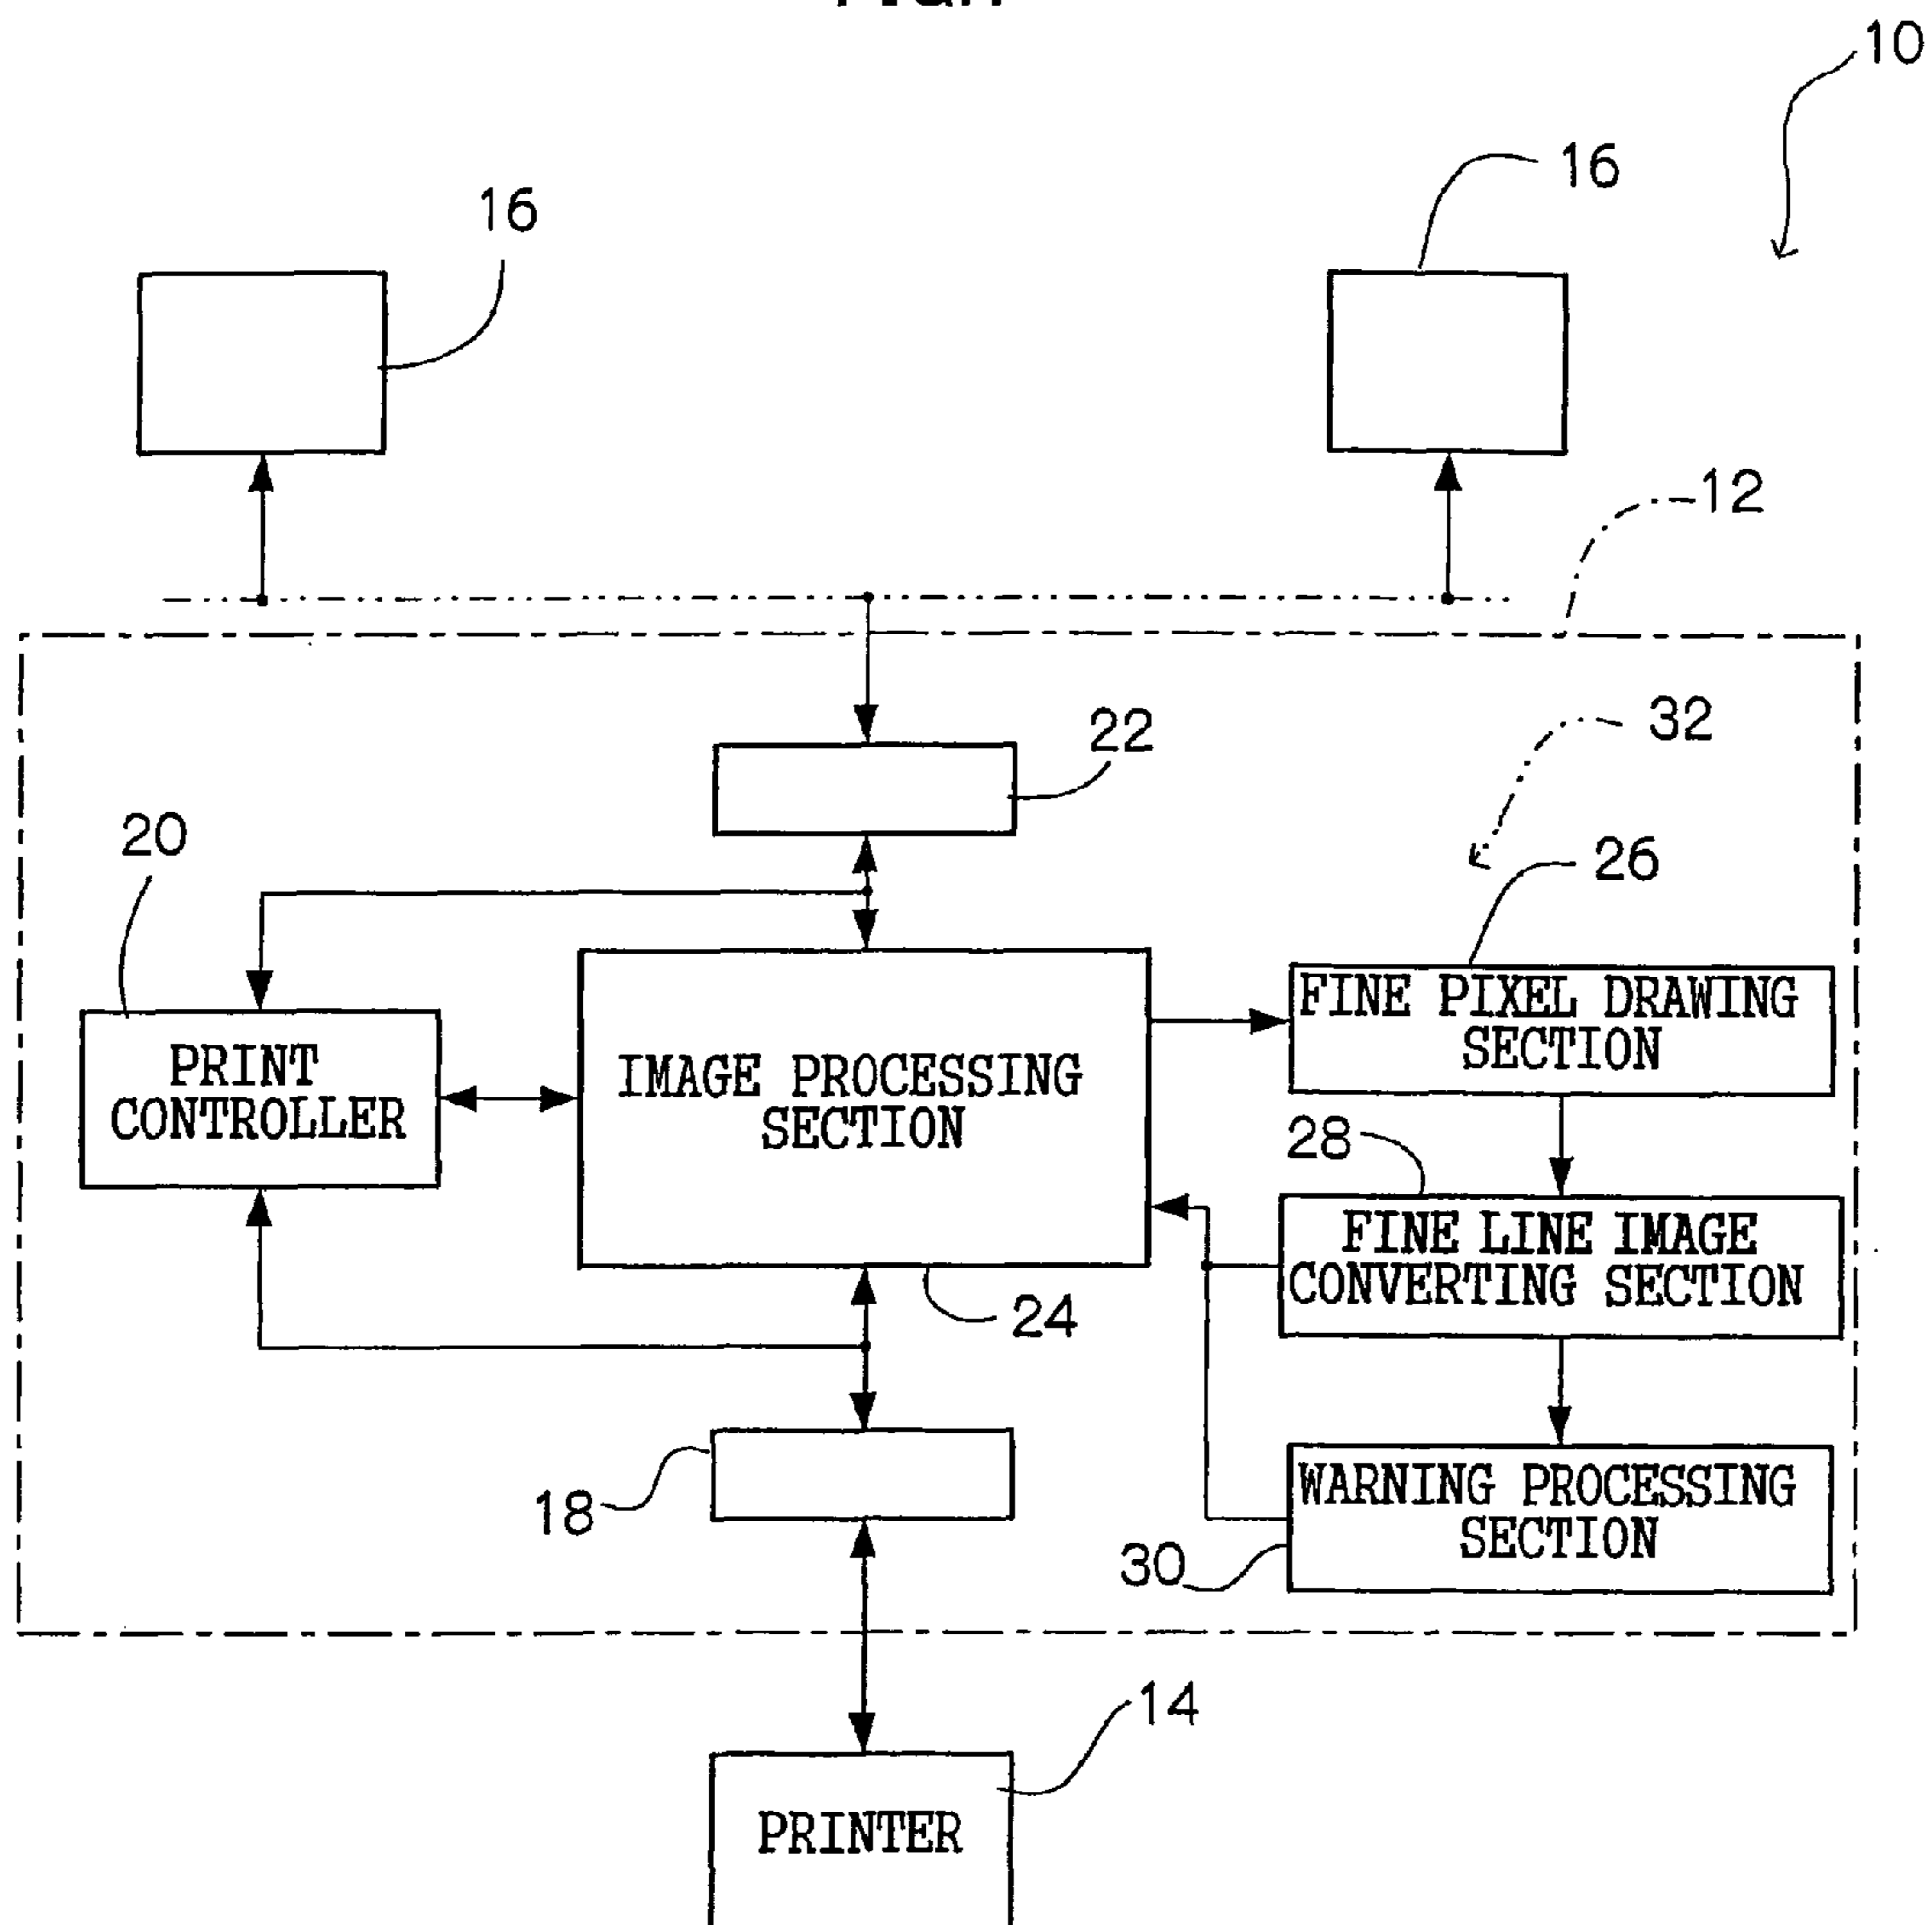 10
16
16
12
32
22
20
26
FINE PIXEL DRAWING
SECTION
PRINT
CONTROLLER
IMAGE PROCESSING
SECTION
28
FINE LINE IMAGE
CONVERTING SECTION
24
18
WARNING PROCESSING
SECTION
30
14
PRINTER